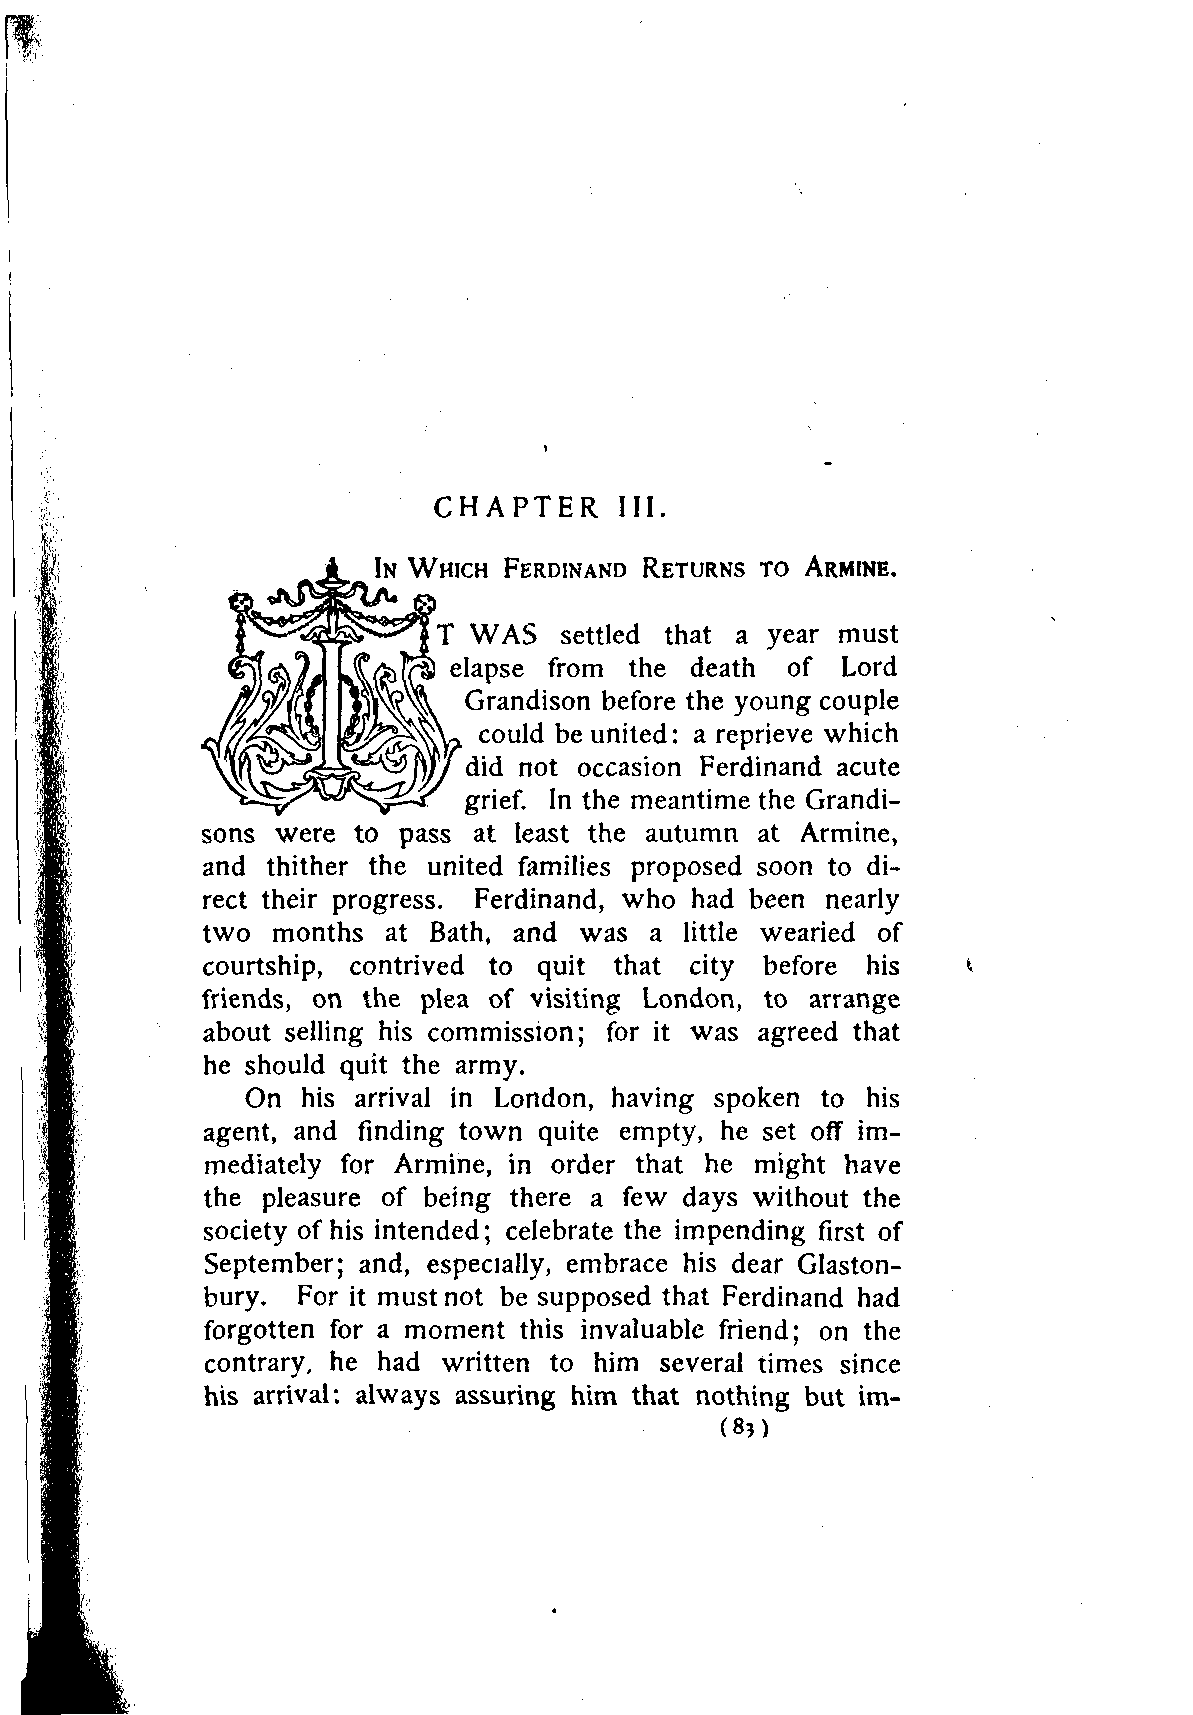 CHAPTER III.
IN WHICH FERDINAND RETURNS TO ARMINE.
IT WAS settled that a year must
elapse from the death of Lord
Grandison before the young couple
could be united: a reprieve which
did not occasion Ferdinand acute
grief. In the meantime the Grandi-
sons were to pass at least the autumn at Armine,
and thither the united families proposed soon to di-
rect their progress. Ferdinand, who had been nearly
two months at Bath, and was a little wearied of
courtship, contrived to quit that city before his
friends, on the plea of visiting London, to arrange
about selling his commission; for it was agreed that
he should quit the army.
On his arrival in London, having spoken to his
agent, and finding town quite empty, he set off im-
mediately for Armine, in order that he might have
the pleasure of being there a few days without the
society of his intended; celebrate the impending first of
September; and, especially, embrace his dear Glaston-
bury. For it must not be supposed that Ferdinand had
forgotten for a moment this invaluable friend; on the
contrary, he had written to him several times since
his arrival: always assuring him that nothing but im-
(83)